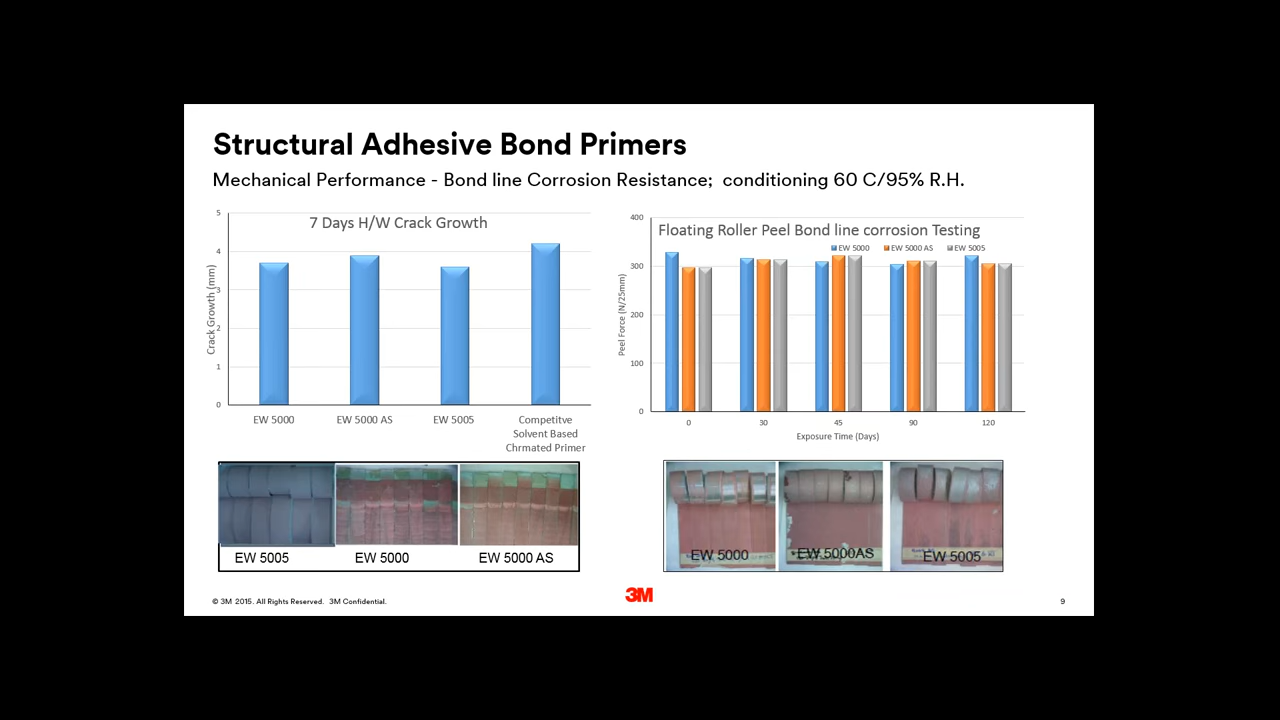 Structural Adhesive Bond Primers
Mechanical Performance - Bond line Corrosion Resistance; conditioning 60 C/95% R.H.
7 Days H/W Crack Growth
Crack Growth (mm)
5
4
3
2
1
0
EW 5000
EW 5000 AS
EW 5005
Competitve
Solvent Based
Chrmated Primer
Floating Roller Peel Bond line corrosion Testing
EW 5000 EW 5000 AS EW 5005
Peel Force (N/25mm)
400
300
200
100
0
0 30 45 90 120
Exposure Time (Days)
EW 5005
EW 5000
EW 5000 AS
EW 5000
EW 5000AS
EW 5005
© 3M 2015. All Rights Reserved. 3M Confidential.
3M
9